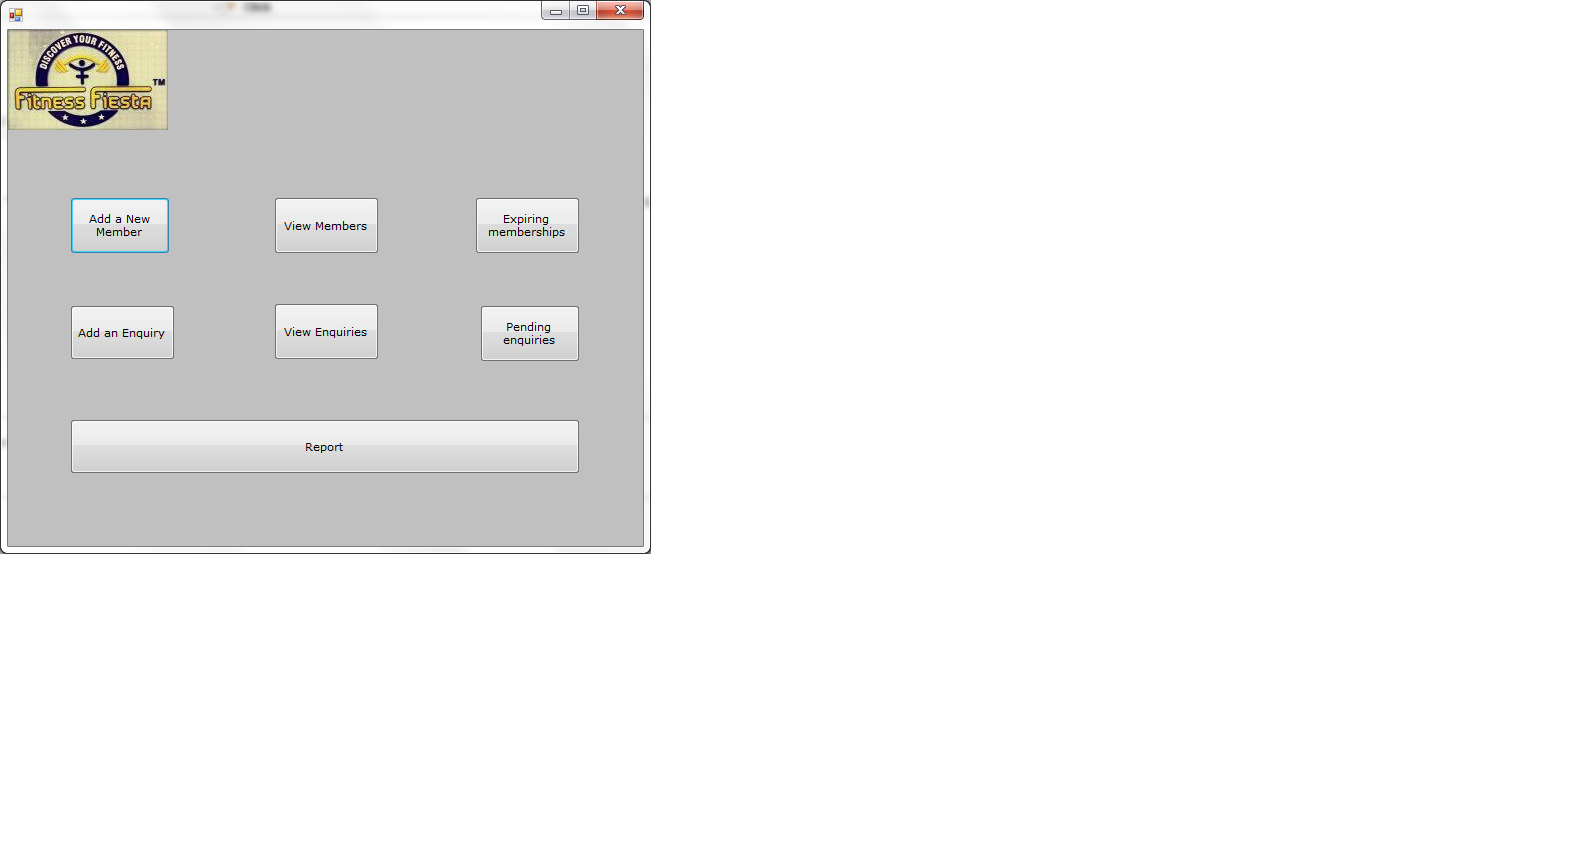 DISCOVER YOUR FITNESS
Fitness Fiesta TM
Add a New
Member
View Members
Expiring
memberships
Add an Enquiry
View Enquiries
Pending
enquiries
Report